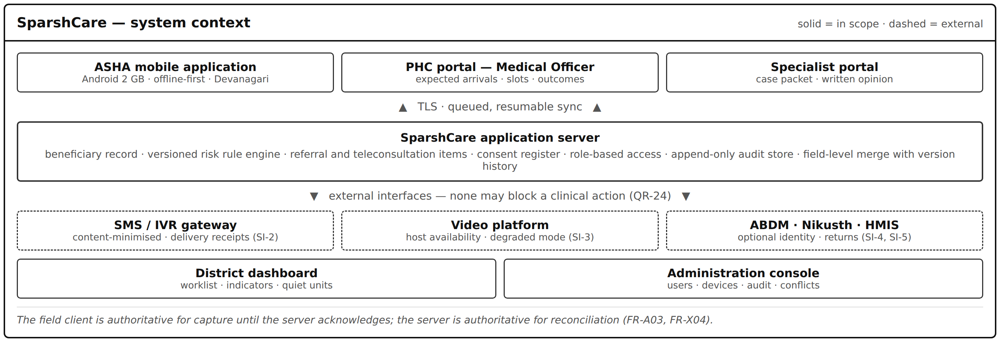 SparshCare — system context
solid = in scope · dashed = external
ASHA mobile application
Android 2 GB · offline-first · Devanagari
PHC portal — Medical Officer
expected arrivals · slots · outcomes
Specialist portal
case packet · written opinion
▲ TLS · queued, resumable sync ▲
SparshCare application server
beneficiary record · versioned risk rule engine · referral and teleconsultation items · consent register · role-based access · append-only audit store · field-level merge with version
history
▼ external interfaces — none may block a clinical action (QR-24) ▼
SMS / IVR gateway
content-minimised · delivery receipts (SI-2)
Video platform
host availability · degraded mode (SI-3)
ABDM · Nikusth · HMIS
optional identity · returns (SI-4, SI-5)
District dashboard
worklist · indicators · quiet units
Administration console
users · devices · audit · conflicts
The field client is authoritative for capture until the server acknowledges; the server is authoritative for reconciliation (FR-A03, FR-X04).